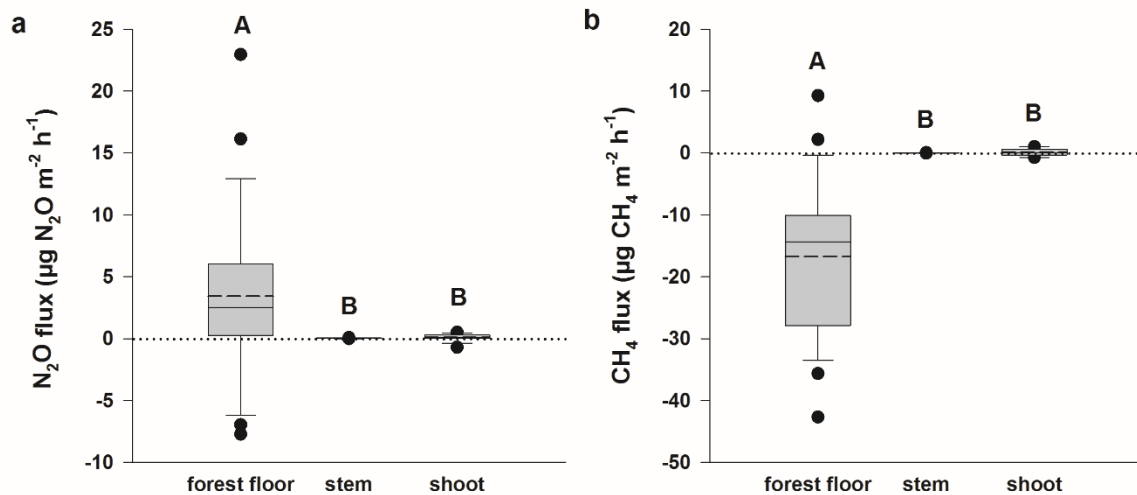 a
A
B
B
25
20
15
10
5
0
-5
-10
N₂O flux (µg N₂O m⁻² h⁻¹)
forest floor stem shoot
b
A
B
B
20
10
0
-10
-20
-30
-40
-50
CH₄ flux (µg CH₄ m⁻² h⁻¹)
forest floor stem shoot